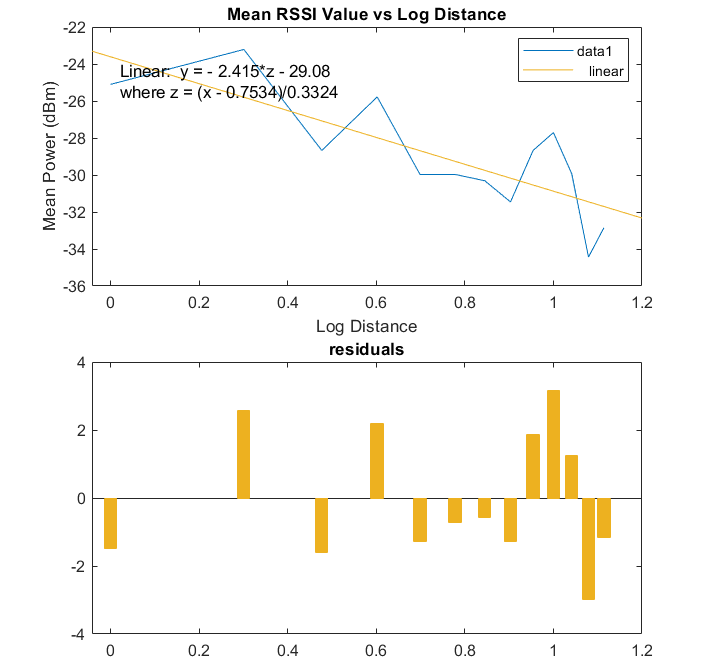 Mean RSSI Value vs Log Distance
-22
-24
-26
-28
-30
-32
-34
-36
Mean Power (dBm)
Linear: y = - 2.415*z - 29.08
where z = (x - 0.7534)/0.3324
data1
linear
0 0.2 0.4 0.6 0.8 1 1.2
Log Distance
residuals
4
2
0
-2
-4
0 0.2 0.4 0.6 0.8 1 1.2